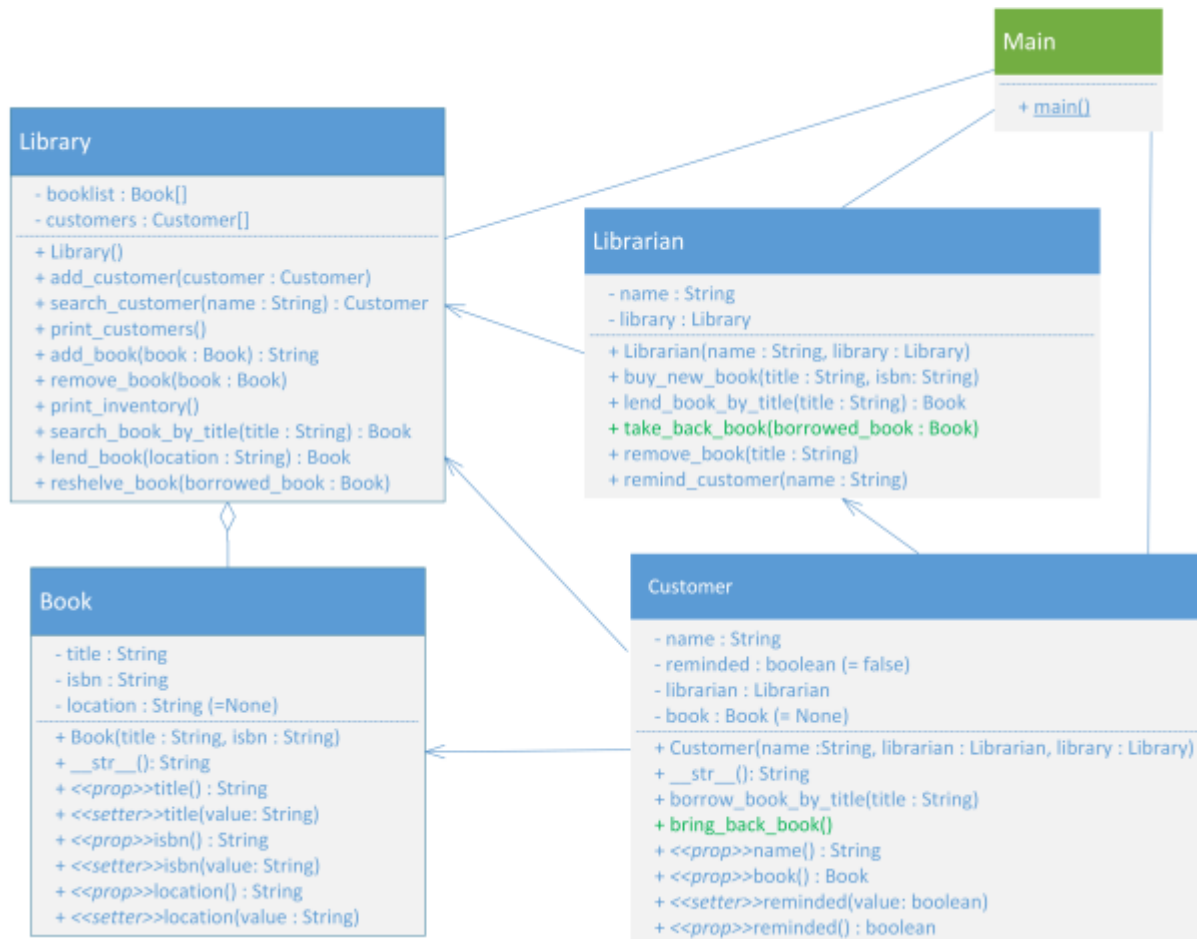 Main
+ main()
Library
- booklist : Book[]
- customers : Customer[]
+ Library()
+ add_customer(customer : Customer)
+ search_customer(name : String) : Customer
+ print_customers()
+ add_book(book : Book) : String
+ remove_book(book : Book)
+ print_inventory()
+ search_book_by_title(title : String) : Book
+ lend_book(location : String) : Book
+ reshelve_book(borrowed_book : Book)
Librarian
- name : String
- library : Library
+ Librarian(name : String, library : Library)
+ buy_new_book(title : String, isbn: String)
+ lend_book_by_title(title : String) : Book
+ take_back_book(borrowed_book : Book)
+ remove_book(title : String)
+ remind_customer(name : String)
Book
- title : String
- isbn : String
- location : String (=None)
+ Book(title : String, isbn : String)
+ __str__(): String
+ <<prop>>title() : String
+ <<setter>>title(value: String)
+ <<prop>>isbn() : String
+ <<setter>>isbn(value: String)
+ <<prop>>location() : String
+ <<setter>>location(value : String)
Customer
- name : String
- reminded : boolean (= false)
- librarian : Librarian
- book : Book (= None)
+ Customer(name :String, librarian : Librarian, library : Library)
+ __str__(): String
+ borrow_book_by_title(title : String)
+ bring_back_book()
+ <<prop>>name() : String
+ <<prop>>book() : Book
+ <<setter>>reminded(value: boolean)
+ <<prop>>reminded() : boolean